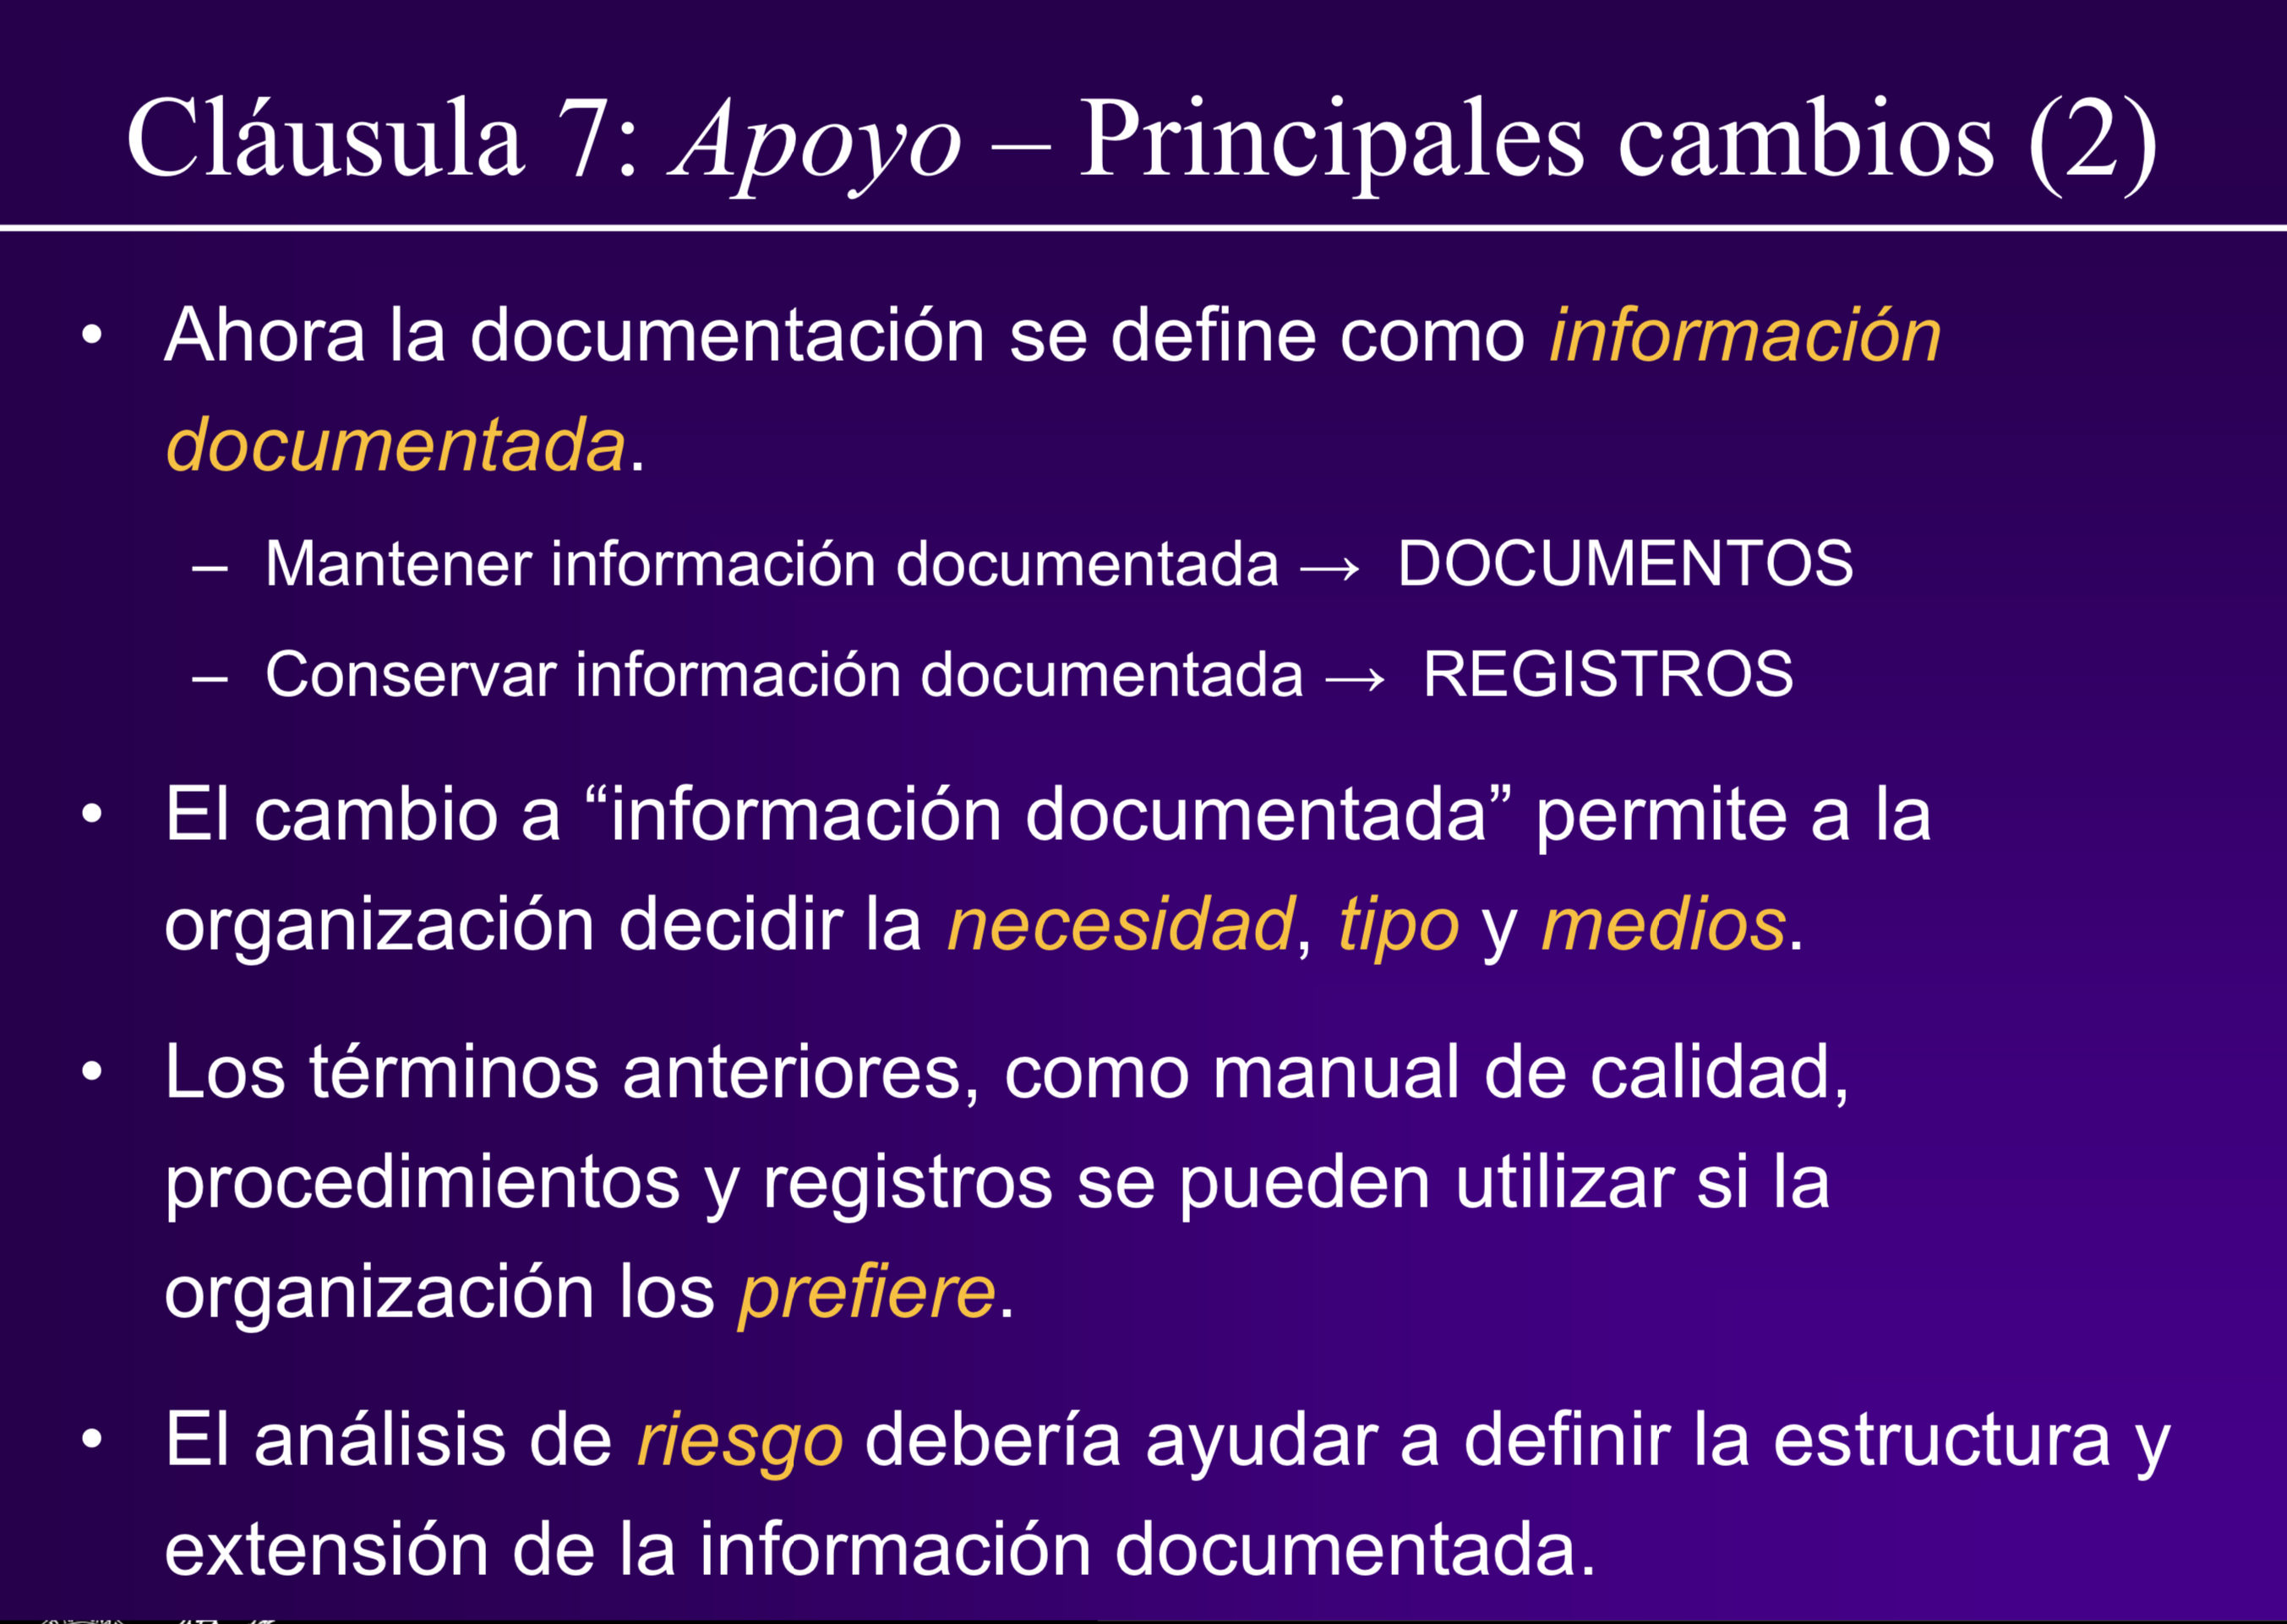 Cláusula 7: Apoyo – Principales cambios (2)
• Ahora la documentación se define como información
documentada.
– Mantener información documentada → DOCUMENTOS
– Conservar información documentada → REGISTROS
• El cambio a “información documentada” permite a la
organización decidir la necesidad, tipo y medios.
• Los términos anteriores, como manual de calidad,
procedimientos y registros se pueden utilizar si la
organización los prefiere.
• El análisis de riesgo debería ayudar a definir la estructura y
extensión de la información documentada.